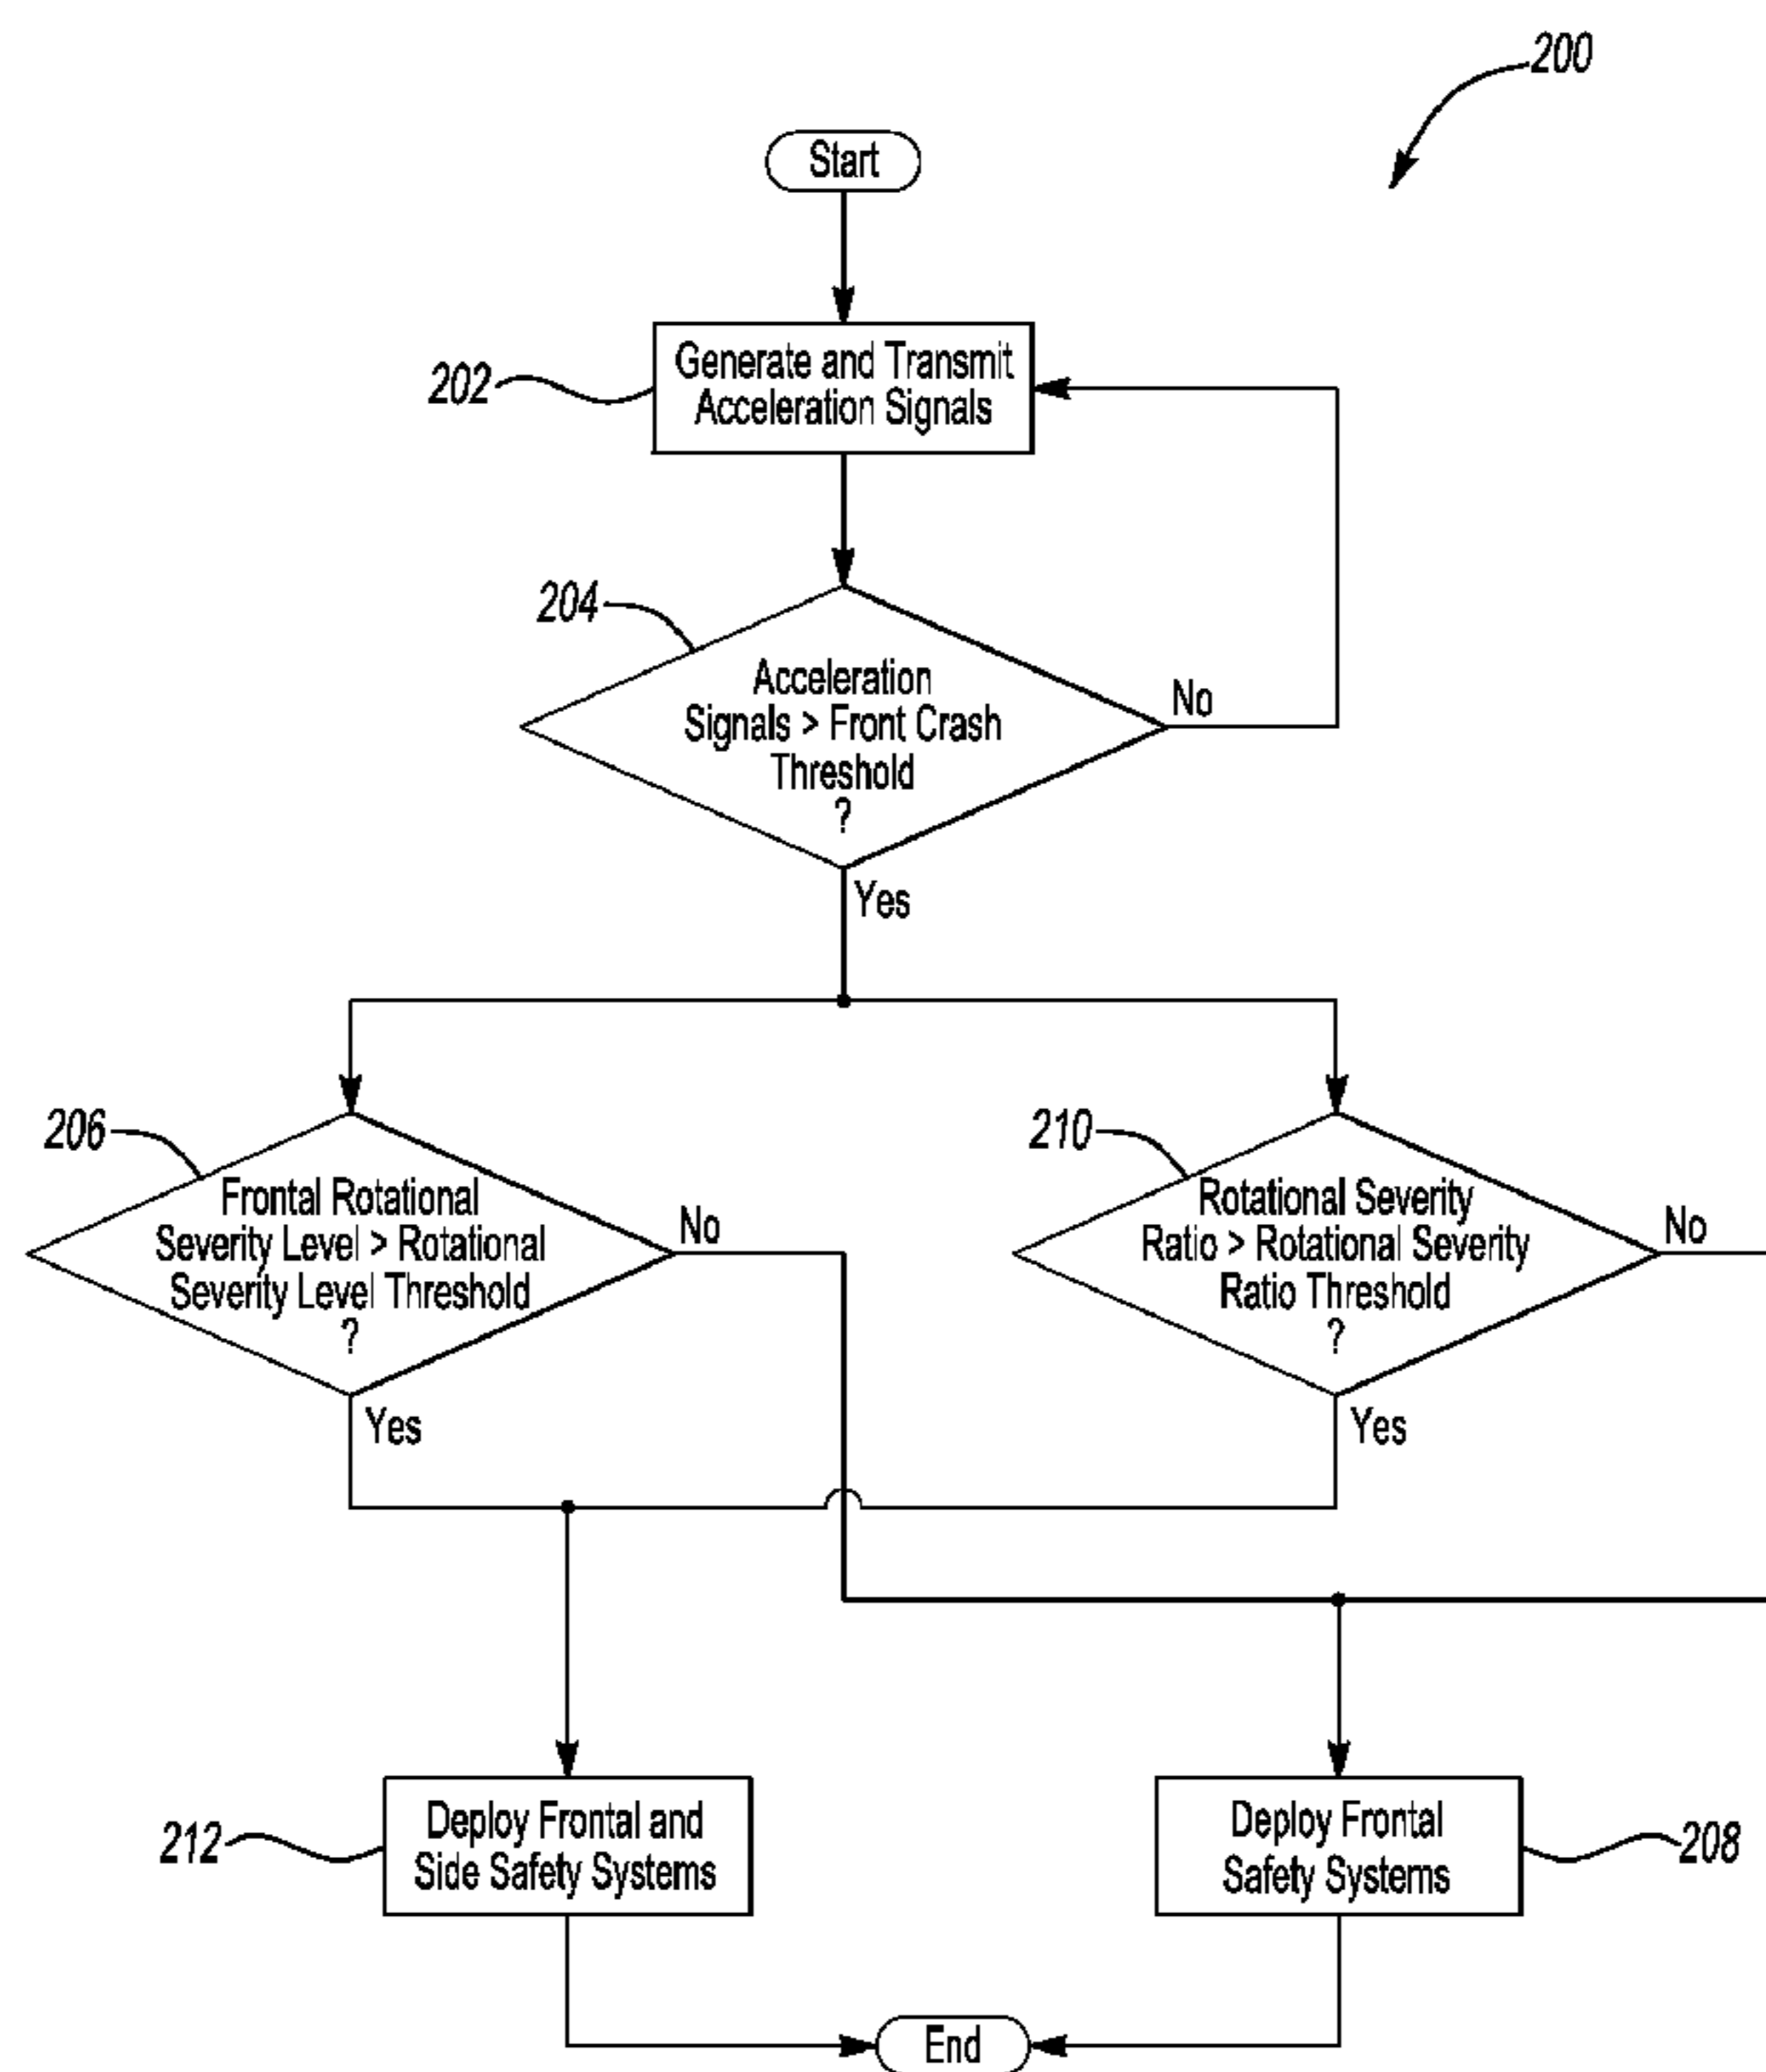 200
Start
202
Generate and Transmit
Acceleration Signals
204
Acceleration
Signals > Front Crash
Threshold
?
No
Yes
206
Frontal Rotational
Severity Level > Rotational
Severity Level Threshold
?
No
Yes
210
Rotational Severity
Ratio > Rotational Severity
Ratio Threshold
?
No
Yes
212
Deploy Frontal and
Side Safety Systems
Deploy Frontal
Safety Systems
208
End